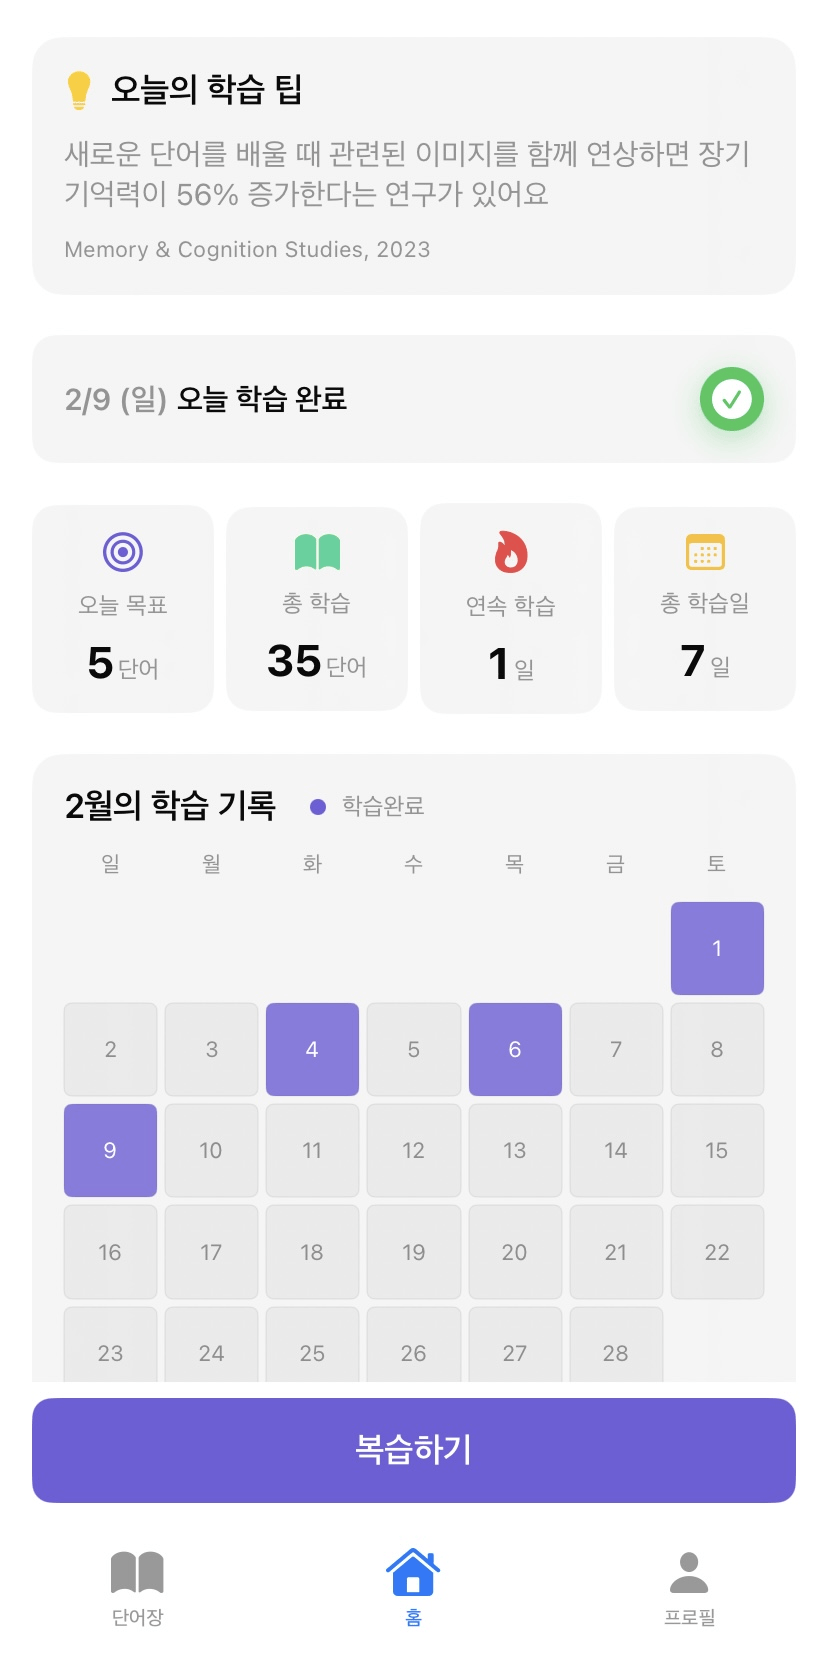 오늘의 학습 팁
새로운 단어를 배울 때 관련된 이미지를 함께 연상하면 장기
기억력이 56% 증가한다는 연구가 있어요
Memory & Cognition Studies, 2023
2/9 (일) 오늘 학습 완료
오늘 목표 총 학습 연속 학습 총 학습일
5 단어 35 단어 1 일 7 일
2월의 학습 기록 학습완료
일 월 화 수 목 금 토
1
2 3 4 5 6 7 8
9 10 11 12 13 14 15
16 17 18 19 20 21 22
23 24 25 26 27 28
복습하기
단어장 홈 프로필